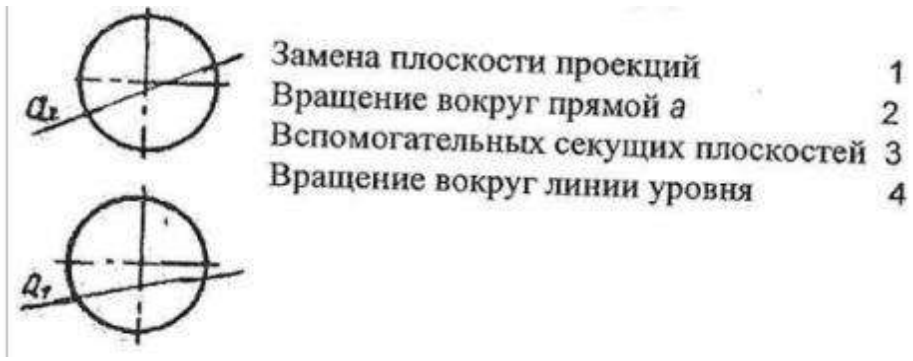 Замена плоскости проекций 1
Вращение вокруг прямой а 2
Вспомогательных секущих плоскостей 3
Вращение вокруг линии уровня 4
a₂
a₁